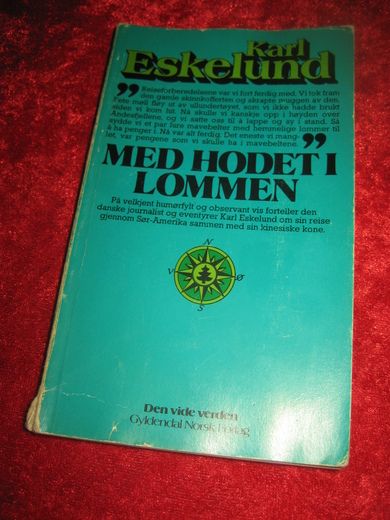 Karl
Eskelund
„Reiseforberedelsene var vi fort ferdig med. Vi tok fram
den gamle skinnkofferten og skrapte muggen av den.
Fete møll fløy ut av ullundertøyet, som vi ikke hadde brukt
siden vi kom hit. Nå skulle vi kanskje opp i høyden over
Andesfjellene, og vi satte oss til å lappe og sy i stand. Så
sydde vi et par lure mavebelter med hemmelige lommer til
å ha penger i. Nå var alt ferdig. Det eneste vi mang-
let, var pengene som vi skulle ha i mavebeltene.”
MED HODET I
LOMMEN
På velkjent humørfylt og observant vis forteller den
danske journalist og eventyrer Karl Eskelund om sin reise
gjennom Sør-Amerika sammen med sin kinesiske kone.
N
V Ø
S
Den vide verden
Gyldendal Norsk Forlag